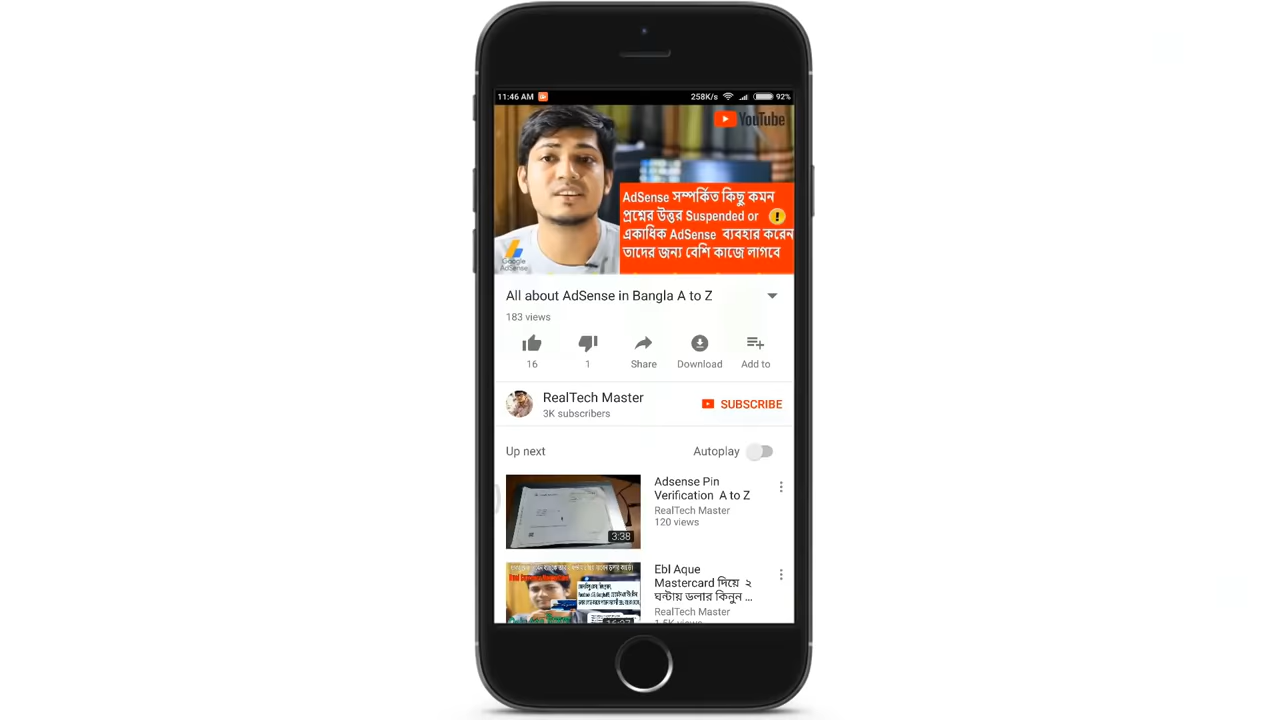 11:46 AM
258K/s
92%
YouTube
AdSense সম্পর্কিত কিছু কমন
প্রশ্নের উত্তর Suspended or
একাধিক AdSense ব্যবহার করেন
তাদের জন্য বেশি কাজে লাগবে
Google
AdSense
All about AdSense in Bangla A to Z
183 views
16
1
Share
Download
Add to
RealTech Master
3K subscribers
SUBSCRIBE
Up next
Autoplay
Adsense Pin
Verification A to Z
RealTech Master
120 views
3:38
Ebl Aque
Mastercard দিয়ে ২
ঘন্টায় ডলার কিনুন ...
RealTech Master
1.5K views